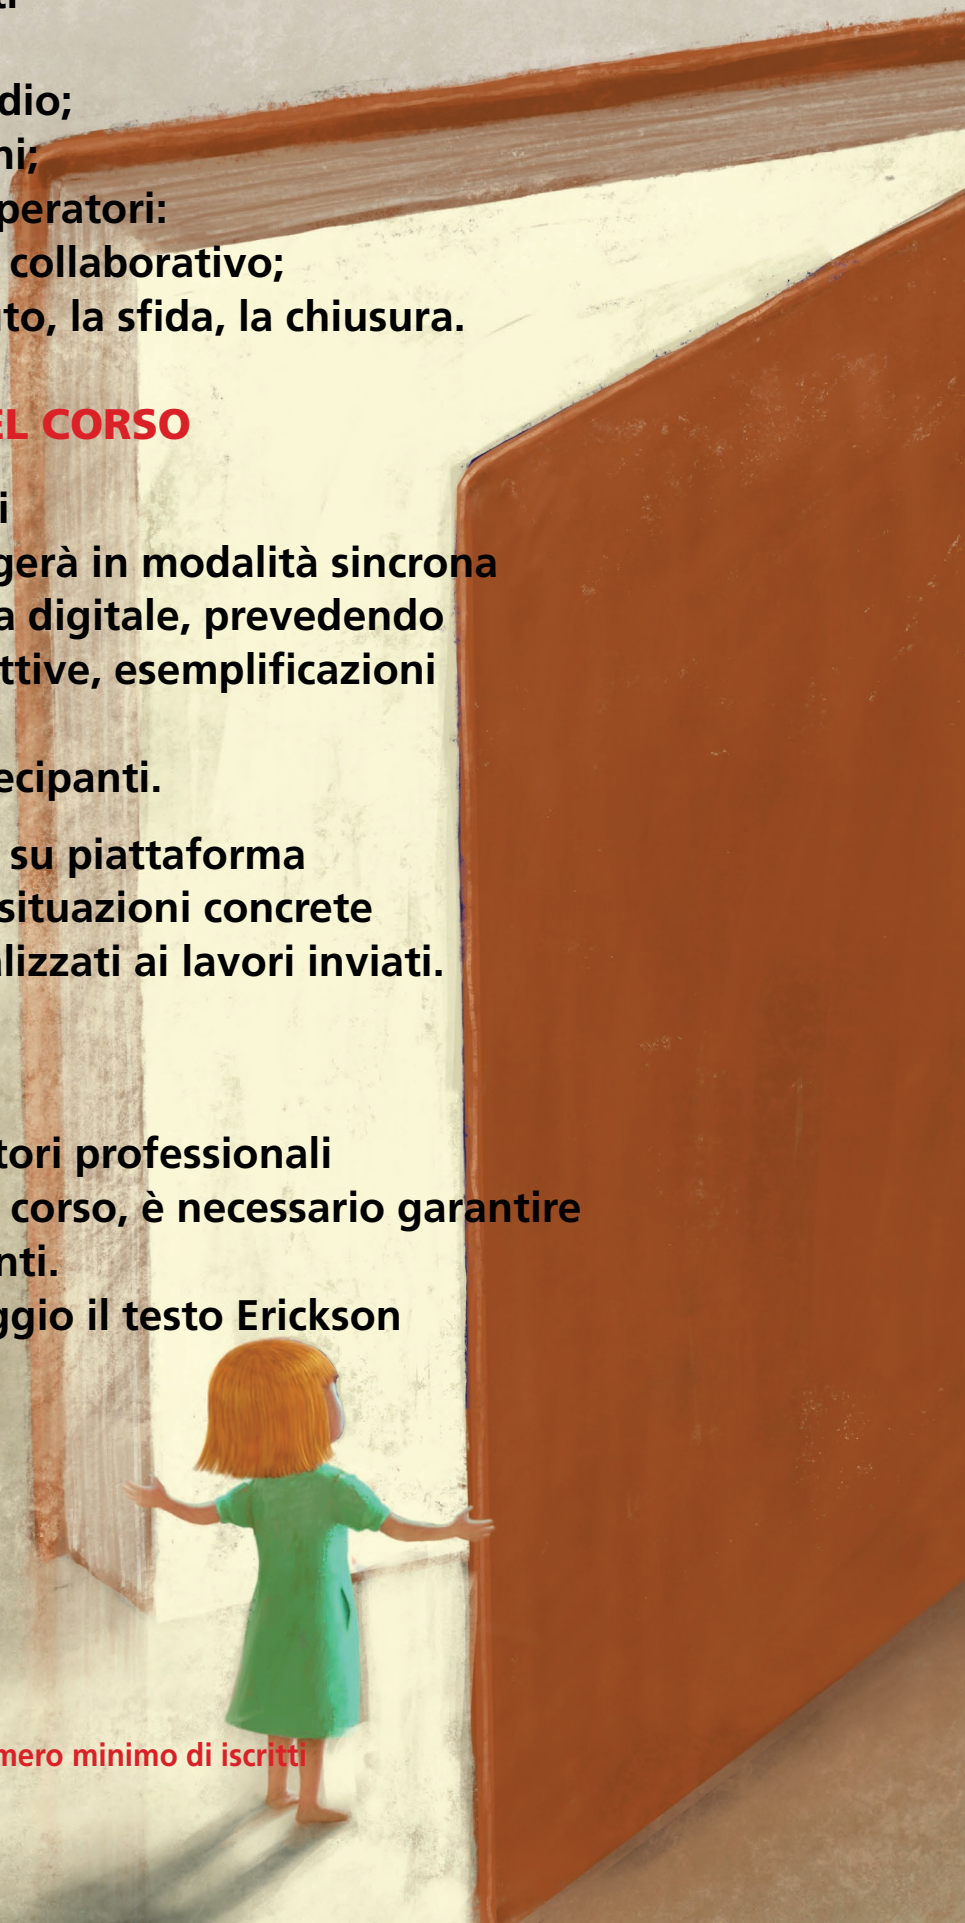 ti
dio;
ni;
peratori:
collaborativo;
to, la sfida, la chiusura.
EL CORSO
i
gerà in modalità sincrona
a digitale, prevedendo
ttive, esemplificazioni
ecipanti.
su piattaforma
situazioni concrete
lizzati ai lavori inviati.
tori professionali
corso, è necessario garantire
nti.
ggio il testo Erickson
mero minimo di iscritti